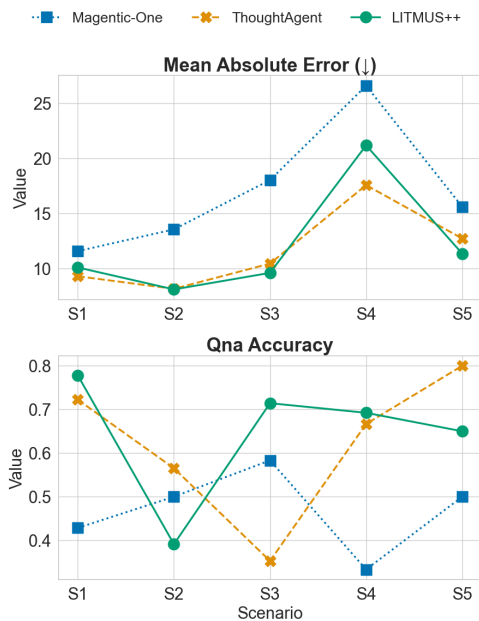 Magentic-One ThoughtAgent LITMUS++
Mean Absolute Error (↓)
Value
25
20
15
10
S1 S2 S3 S4 S5
Qna Accuracy
Value
0.8
0.7
0.6
0.5
0.4
S1 S2 S3 S4 S5
Scenario